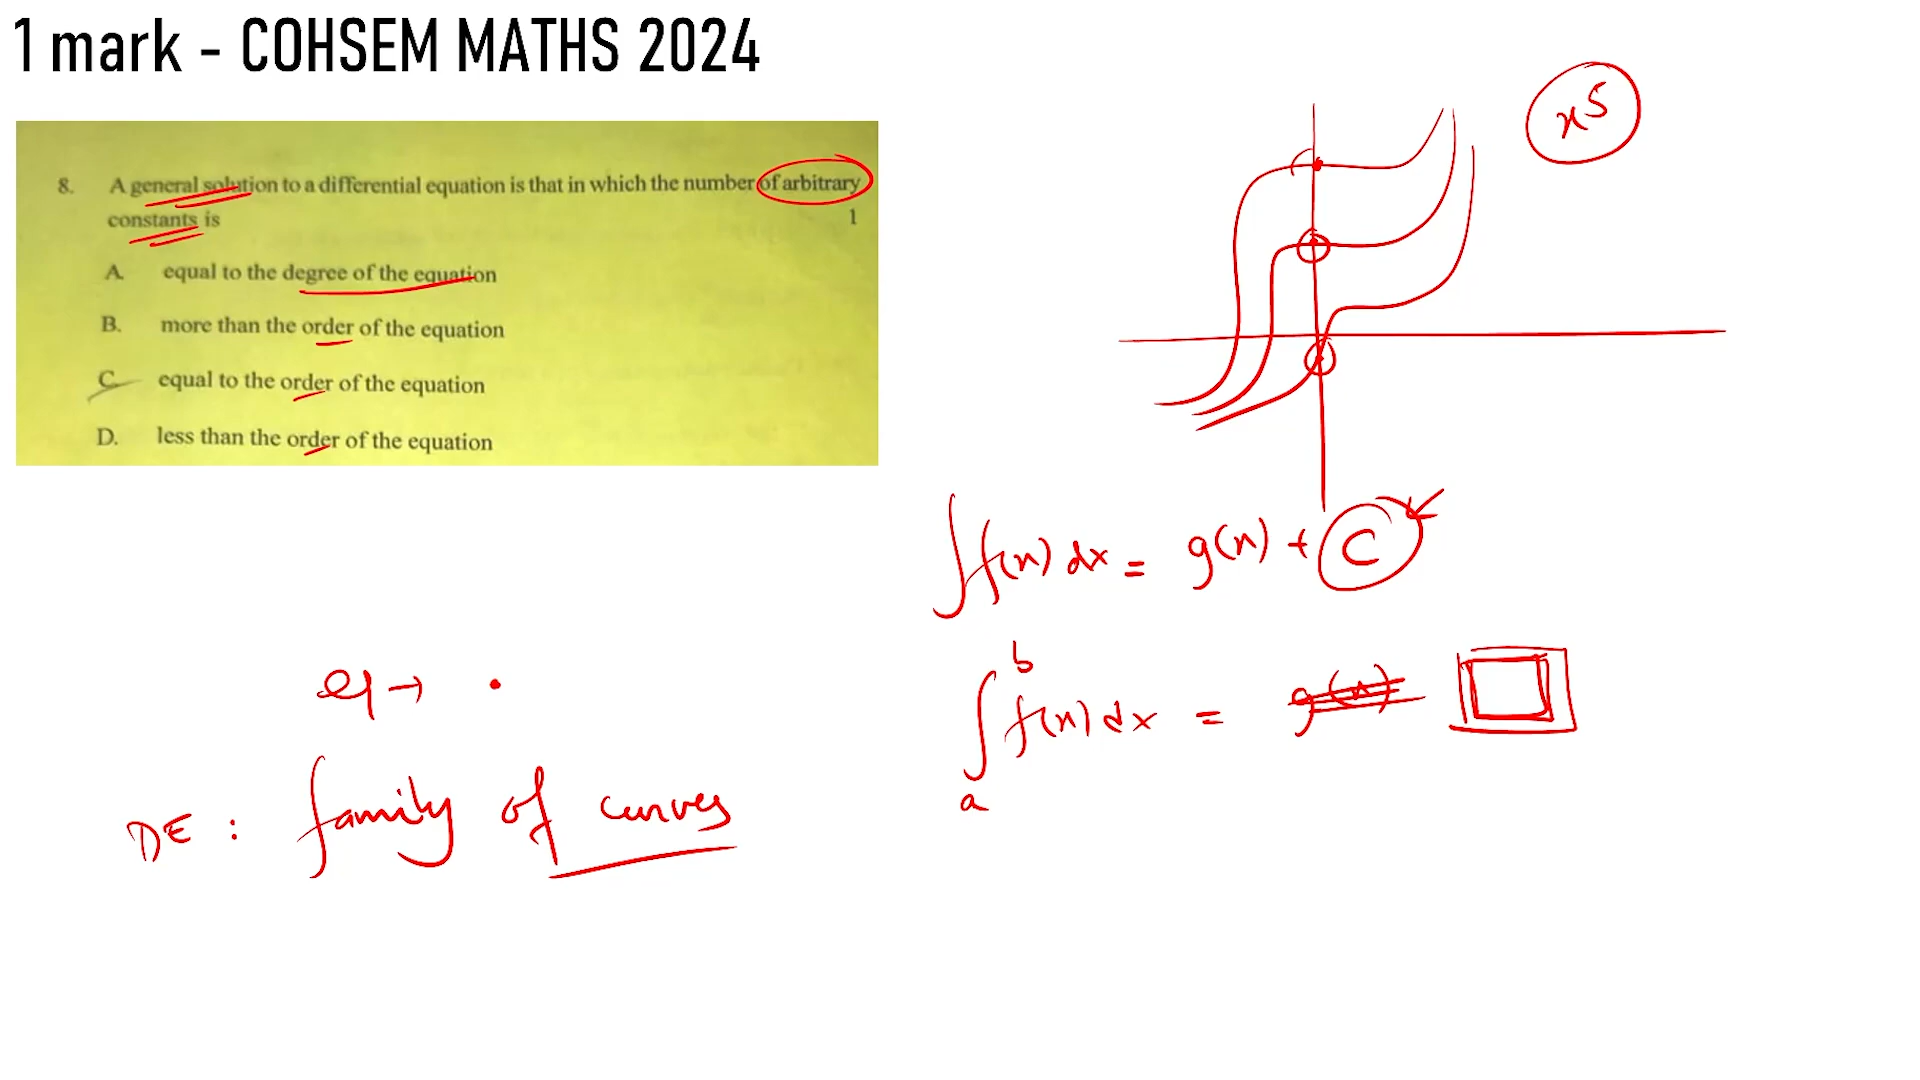 1 mark - COHSEM MATHS 2024
8. A general solution to a differential equation is that in which the number of arbitrary
constants is
1
A. equal to the degree of the equation
B. more than the order of the equation
C. equal to the order of the equation
D. less than the order of the equation
x5
∫f(x) dx = g(x) + C
b
∫ f(x) dx = g(x)
a
eq →
DE : family of curves